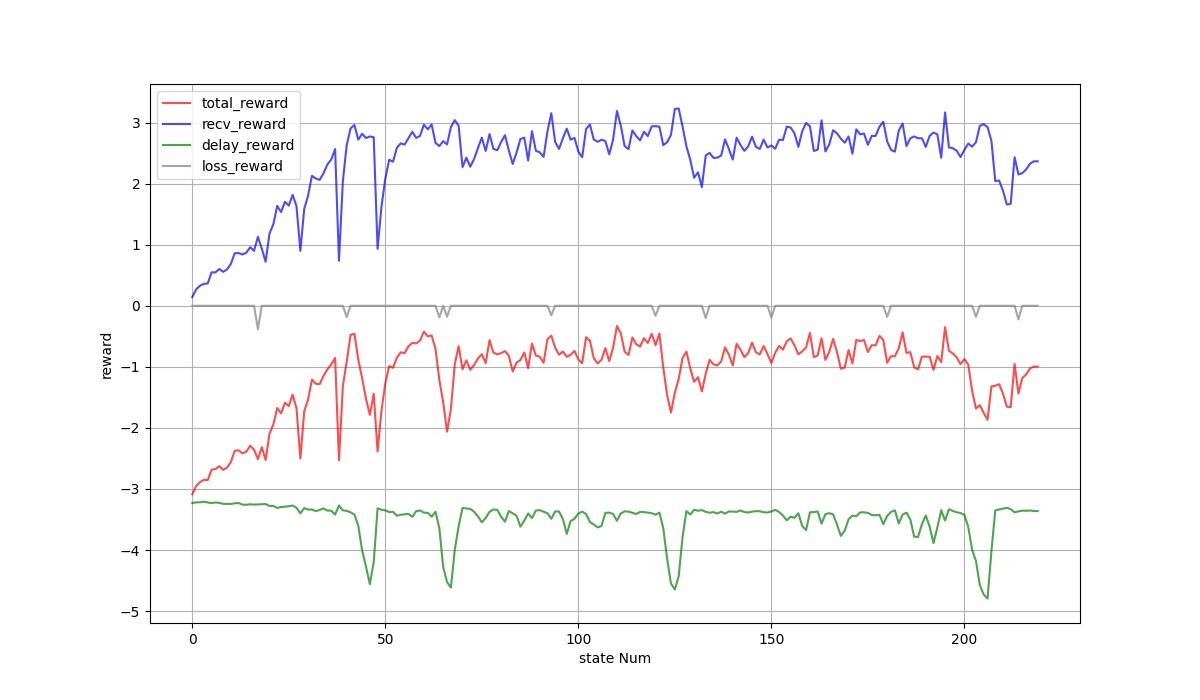 total_reward
recv_reward
delay_reward
loss_reward
3
2
1
0
−1
−2
−3
−4
−5
reward
0 50 100 150 200
state Num